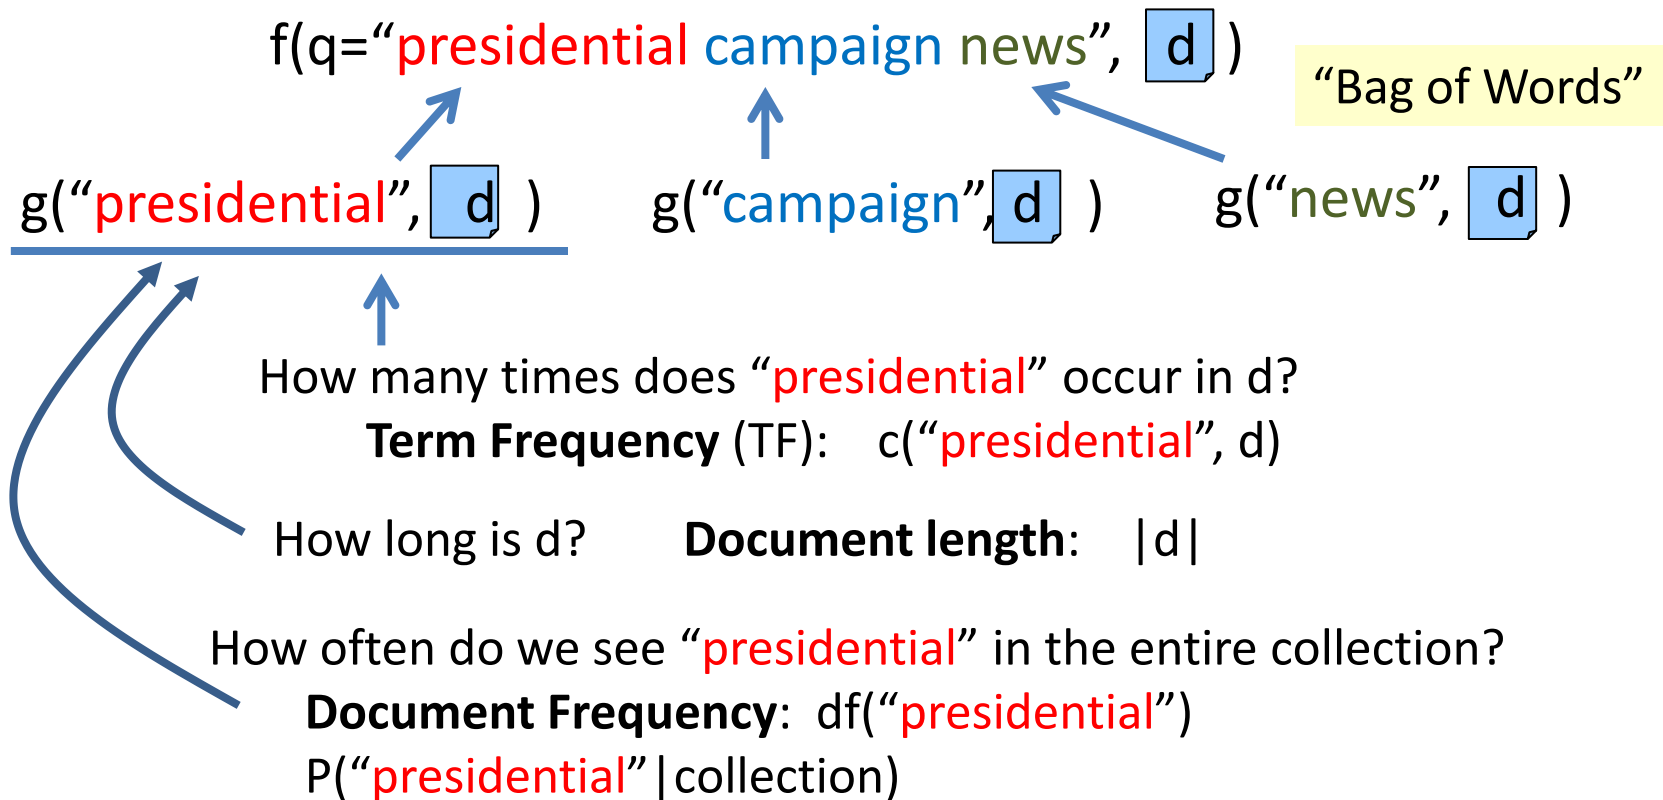 f(q=“presidential campaign news”, d )
“Bag of Words”
g(“presidential”, d ) g(“campaign”, d ) g(“news”, d )
How many times does “presidential” occur in d?
Term Frequency (TF): c(“presidential”, d)
How long is d? Document length: |d|
How often do we see “presidential” in the entire collection?
Document Frequency: df(“presidential”)
P(“presidential”|collection)